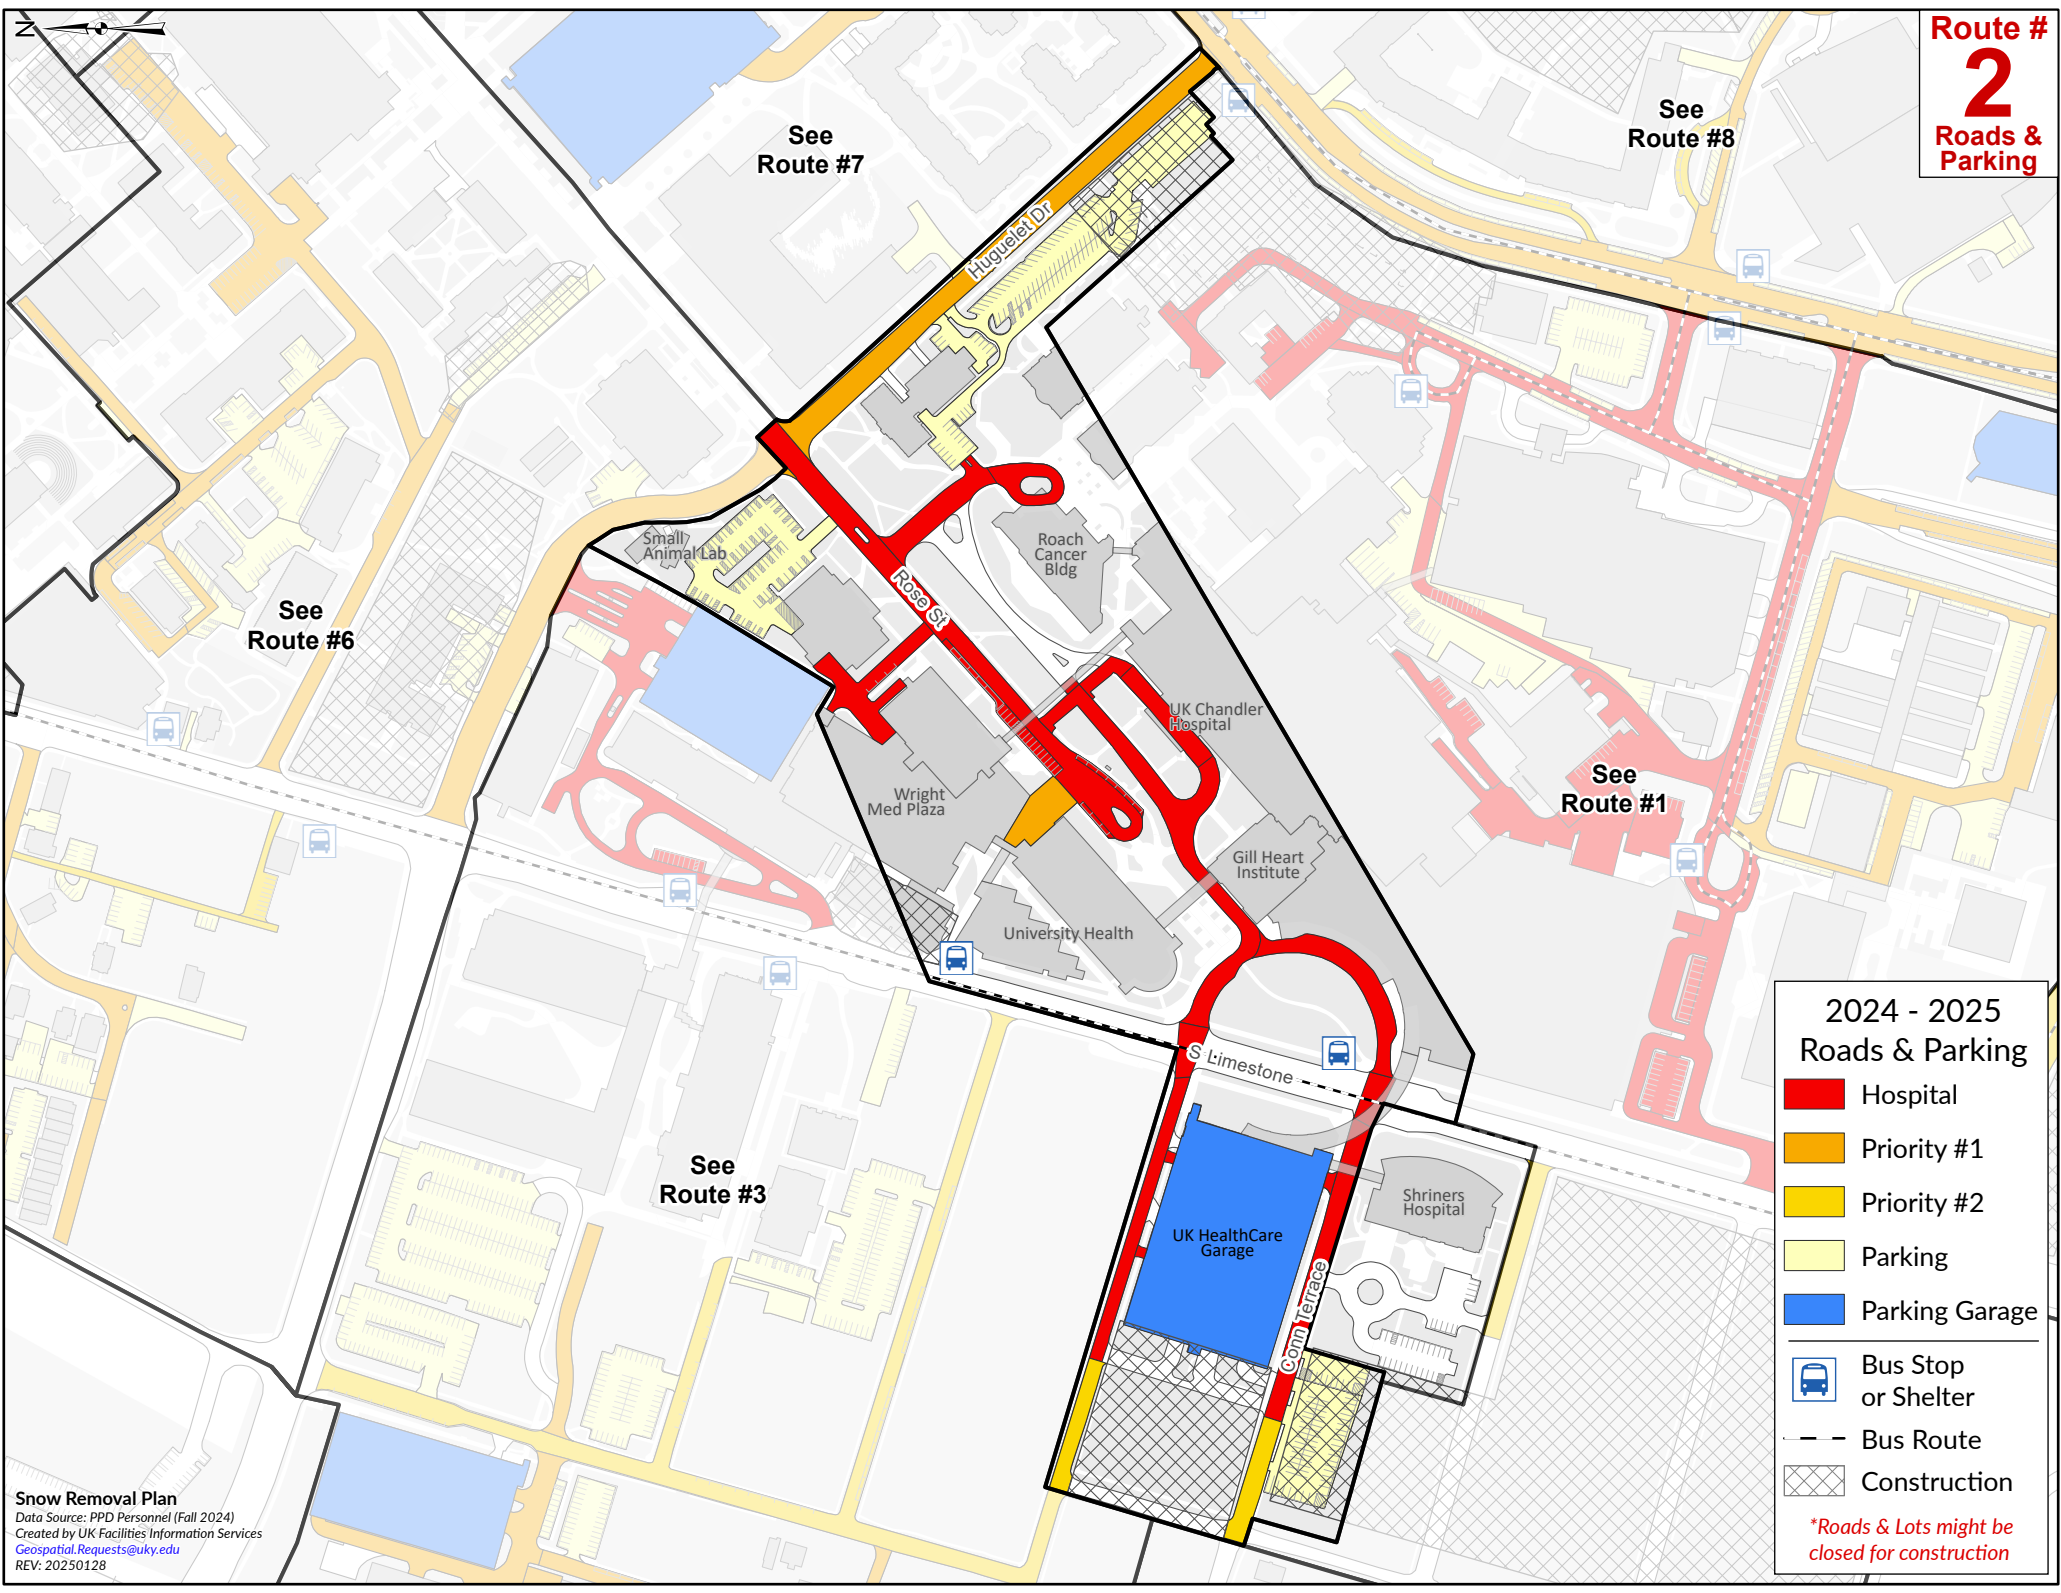 N
Route #
2
Roads &
Parking
See
Route #7
See
Route #8
Huguelet Dr
Small
Animal Lab
Roach
Cancer
Bldg
Rose St
See
Route #6
UK Chandler
Hospital
See
Route #1
Wright
Med Plaza
Gill Heart
Institute
University Health
S Limestone
See
Route #3
Shriners
Hospital
UK HealthCare
Garage
Conn Terrace
2024 - 2025
Roads & Parking
Hospital
Priority #1
Priority #2
Parking
Parking Garage
Bus Stop
or Shelter
Bus Route
Construction
*Roads & Lots might be
closed for construction
Snow Removal Plan
Data Source: PPD Personnel (Fall 2024)
Created by UK Facilities Information Services
Geospatial.Requests@uky.edu
REV: 20250128